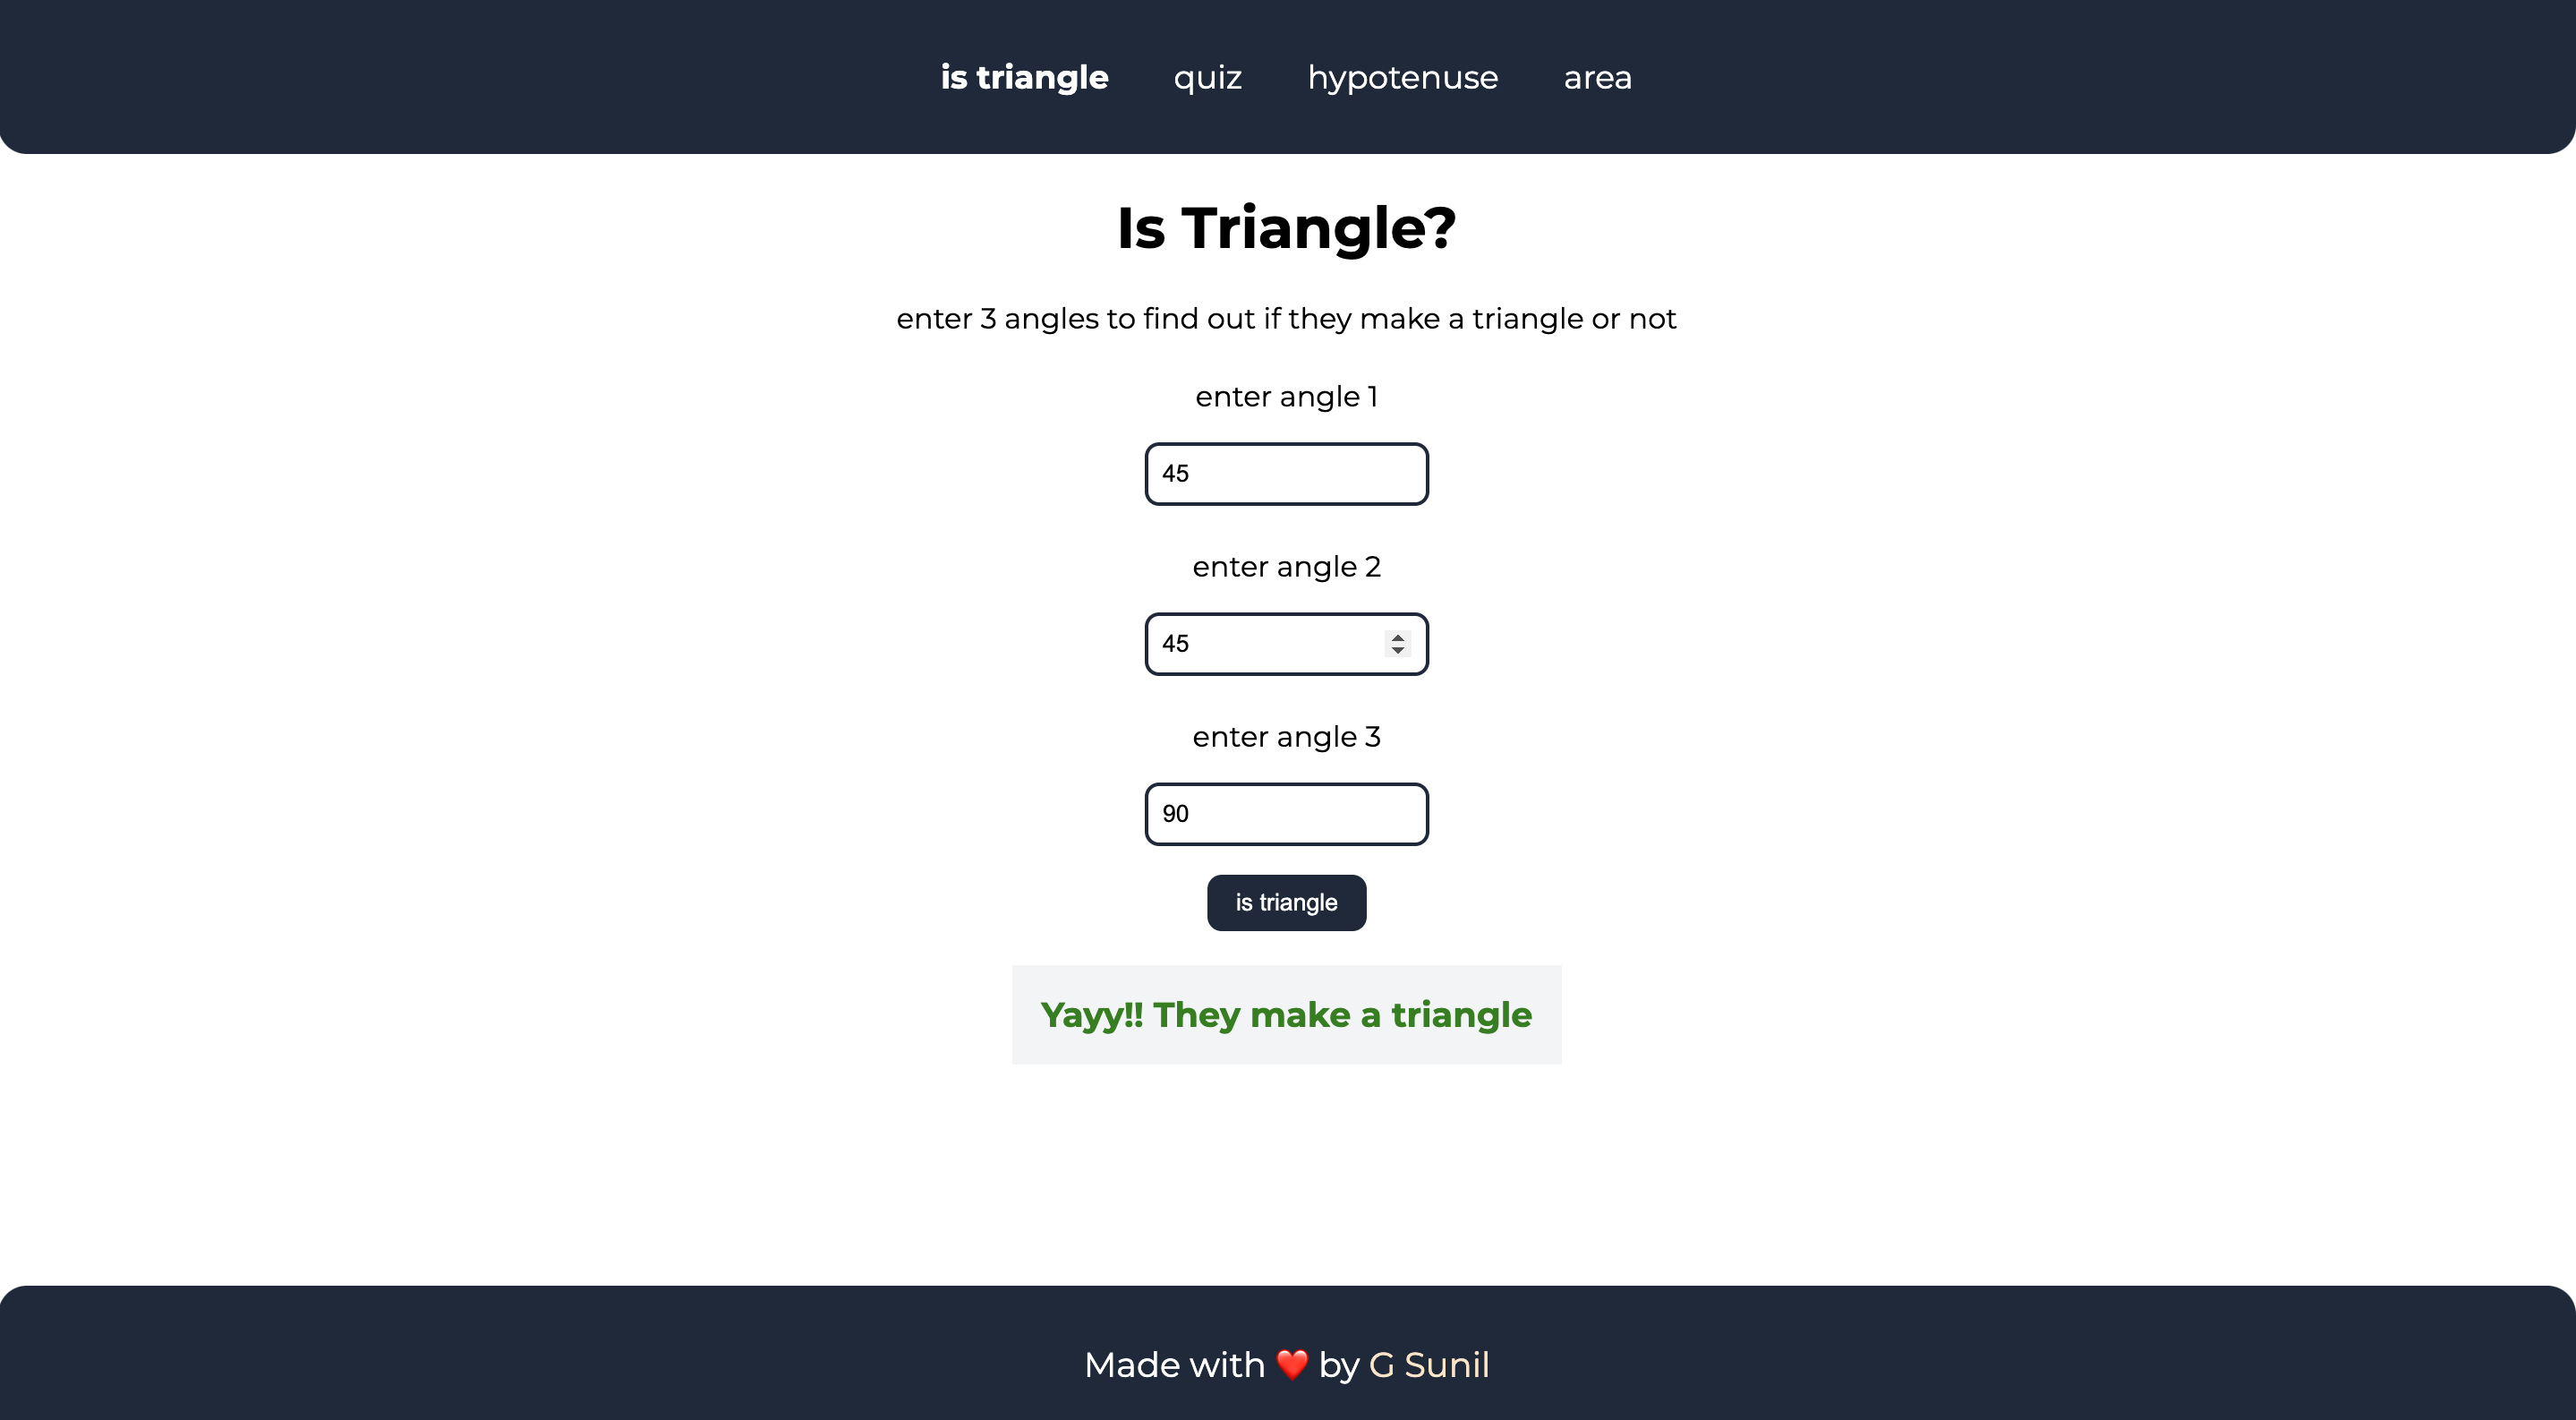 is triangle quiz hypotenuse area
Is Triangle?
enter 3 angles to find out if they make a triangle or not
enter angle 1
45
enter angle 2
45
enter angle 3
90
is triangle
Yayy!! They make a triangle
Made with ❤️ by G Sunil